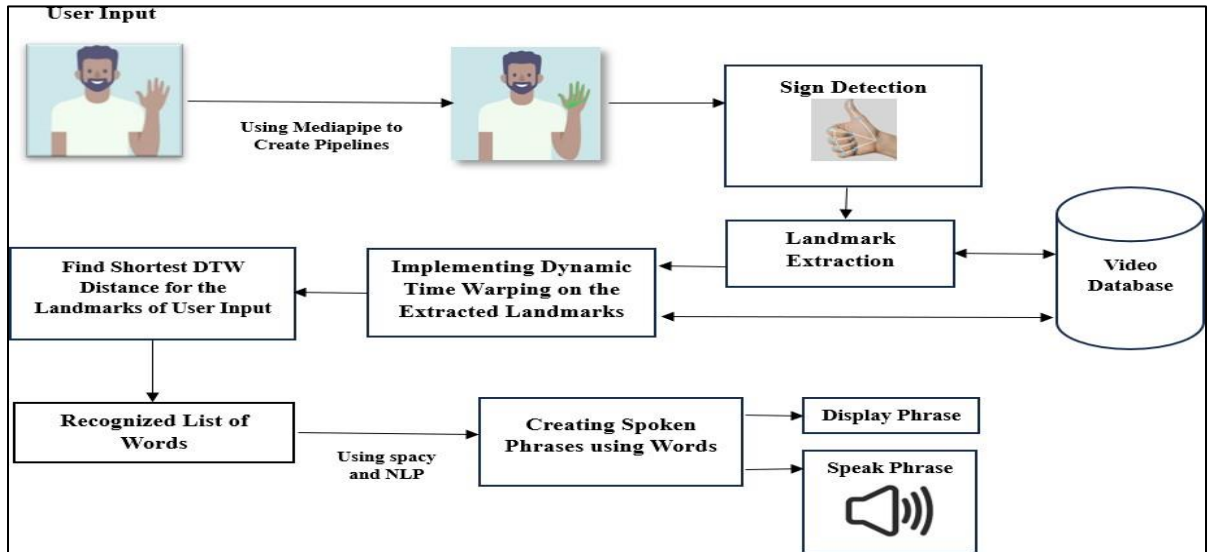 User Input
Using Mediapipe to
Create Pipelines
Sign Detection
Landmark
Extraction
Video
Database
Implementing Dynamic
Time Warping on the
Extracted Landmarks
Find Shortest DTW
Distance for the
Landmarks of User Input
Recognized List of
Words
Using spacy
and NLP
Creating Spoken
Phrases using Words
Display Phrase
Speak Phrase